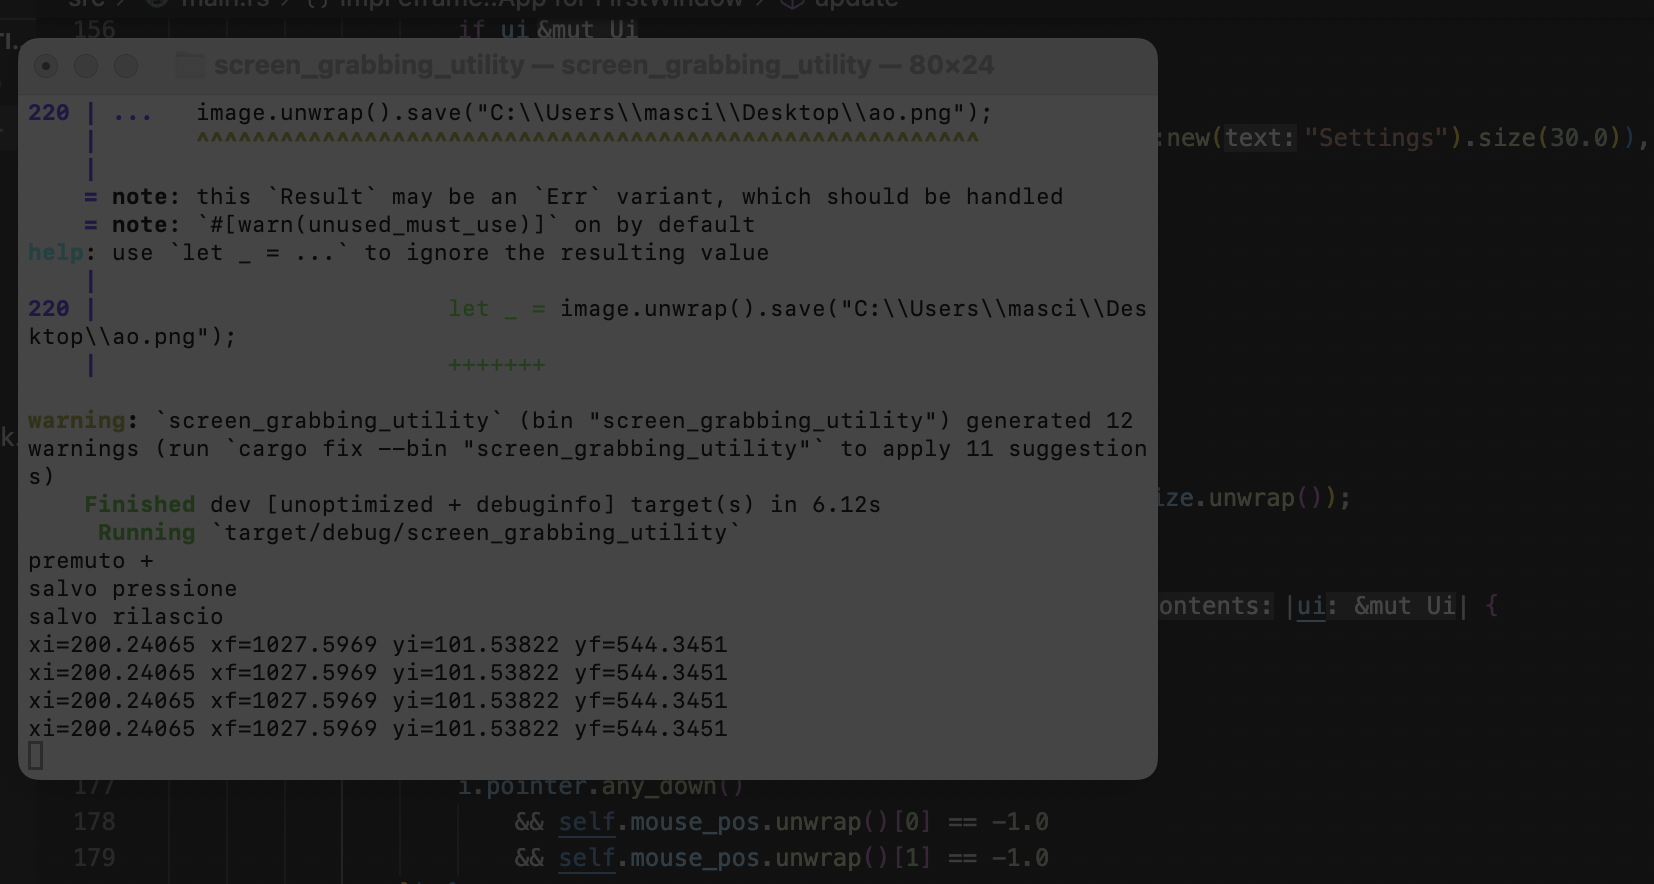 src > main.rs > {} impl eframe::App for FirstWindow > update
156 if ui &mut Ui
screen_grabbing_utility — screen_grabbing_utility — 80×24
220 | ... image.unwrap().save("C:\\Users\\masci\\Desktop\\ao.png");
| ^^^^^^^^^^^^^^^^^^^^^^^^^^^^^^^^^^^^^^^^^^^^^^^^^^^^^^^^
:new(text: "Settings").size(30.0)),
|
= note: this `Result` may be an `Err` variant, which should be handled
= note: `#[warn(unused_must_use)]` on by default
help: use `let _ = ...` to ignore the resulting value
|
220 | let _ = image.unwrap().save("C:\\Users\\masci\\Des
ktop\\ao.png");
| +++++++
warning: `screen_grabbing_utility` (bin "screen_grabbing_utility") generated 12
k.
warnings (run `cargo fix --bin "screen_grabbing_utility"` to apply 11 suggestion
s)
ize.unwrap());
Finished dev [unoptimized + debuginfo] target(s) in 6.12s
Running `target/debug/screen_grabbing_utility`
premuto +
salvo pressione
ontents: |ui: &mut Ui| {
salvo rilascio
xi=200.24065 xf=1027.5969 yi=101.53822 yf=544.3451
xi=200.24065 xf=1027.5969 yi=101.53822 yf=544.3451
xi=200.24065 xf=1027.5969 yi=101.53822 yf=544.3451
xi=200.24065 xf=1027.5969 yi=101.53822 yf=544.3451
177 i.pointer.any_down()
178 && self.mouse_pos.unwrap()[0] == -1.0
179 && self.mouse_pos.unwrap()[1] == -1.0